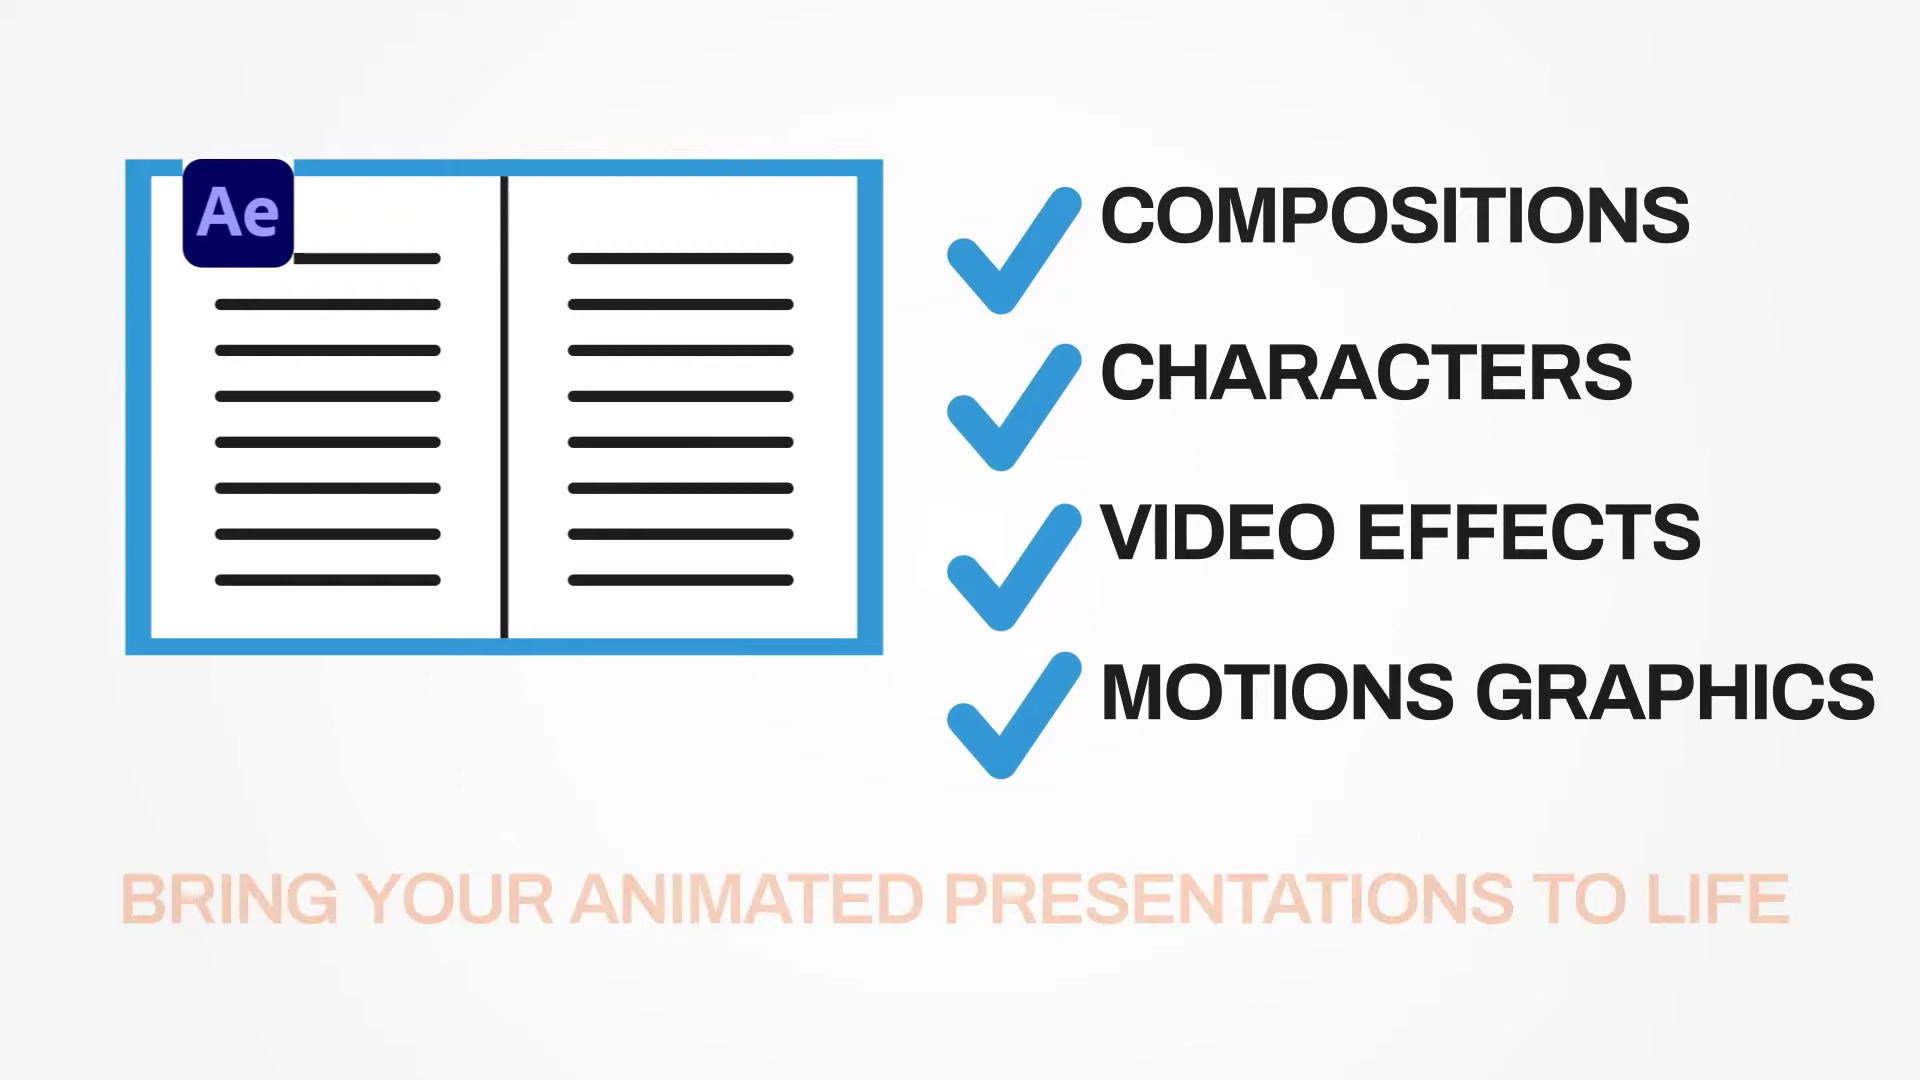 Ae
COMPOSITIONS
CHARACTERS
VIDEO EFFECTS
MOTIONS GRAPHICS
BRING YOUR ANIMATED PRESENTATIONS TO LIFE